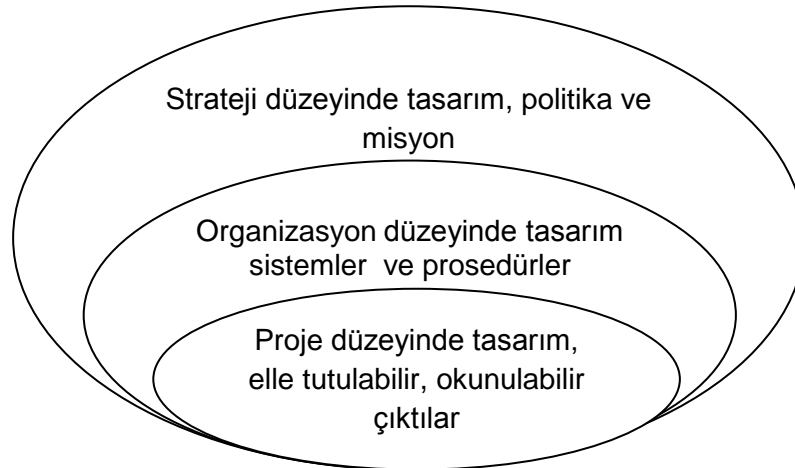 Strateji düzeyinde tasarım, politika ve
misyon
Organizasyon düzeyinde tasarım
sistemler ve prosedürler
Proje düzeyinde tasarım,
elle tutulabilir, okunulabilir
çıktılar